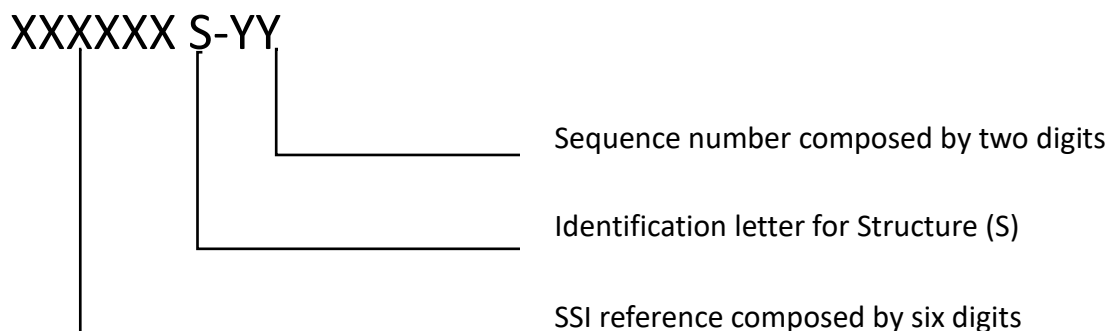 XXXXXX S-YY
Sequence number composed by two digits
Identification letter for Structure (S)
SSI reference composed by six digits